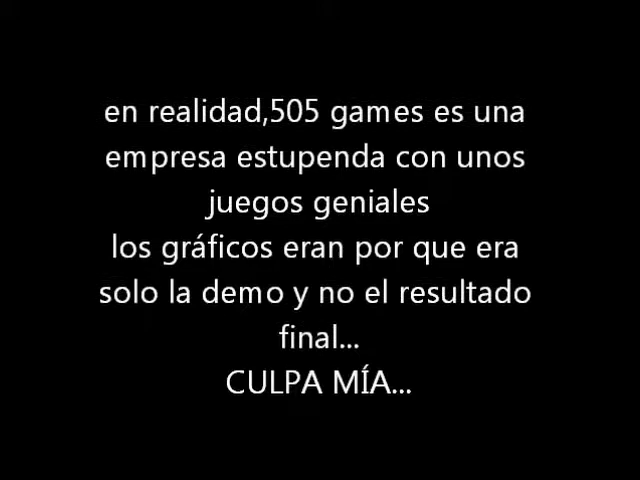 en realidad,505 games es una
empresa estupenda con unos
juegos geniales
los gráficos eran por que era
solo la demo y no el resultado
final...
CULPA MÍA...